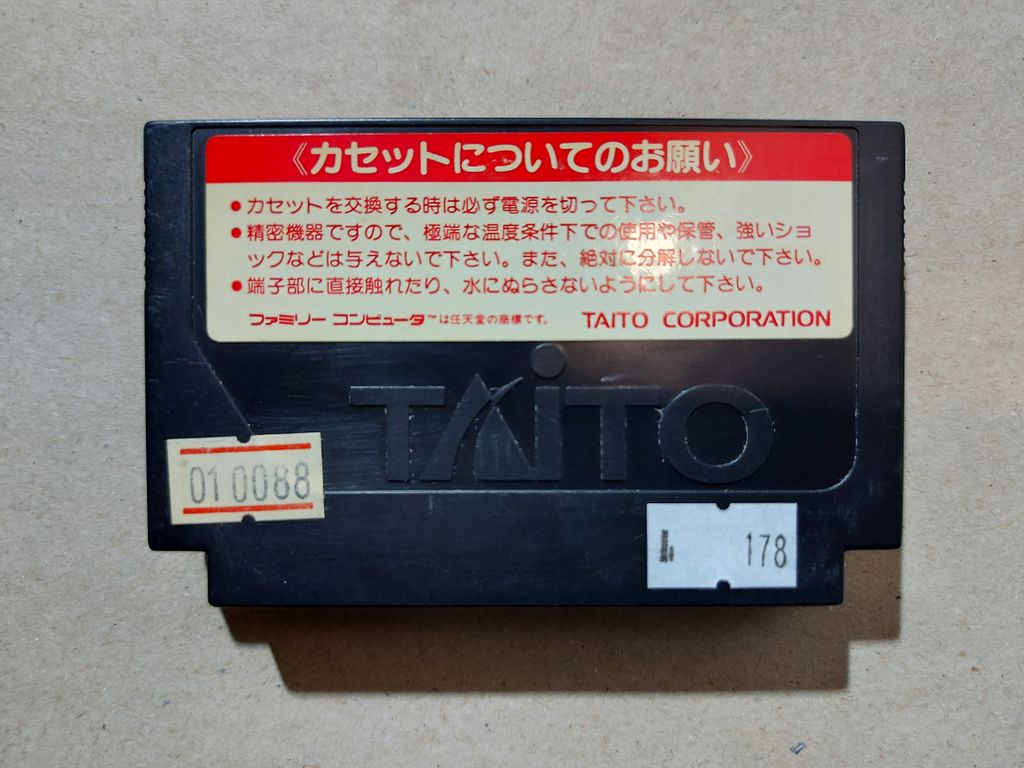 《カセットについてのお願い》
●カセットを交換する時は必ず電源を切って下さい。
●精密機器ですので、極端な温度条件下での使用や保管、強いショ
ックなどは与えないで下さい。また、絶対に分解しないで下さい。
●端子部に直接触れたり、水にぬらさないようにして下さい。
ファミリーコンピュータ™は任天堂の商標です。 TAITO CORPORATION
TAiTO
01 0088
178